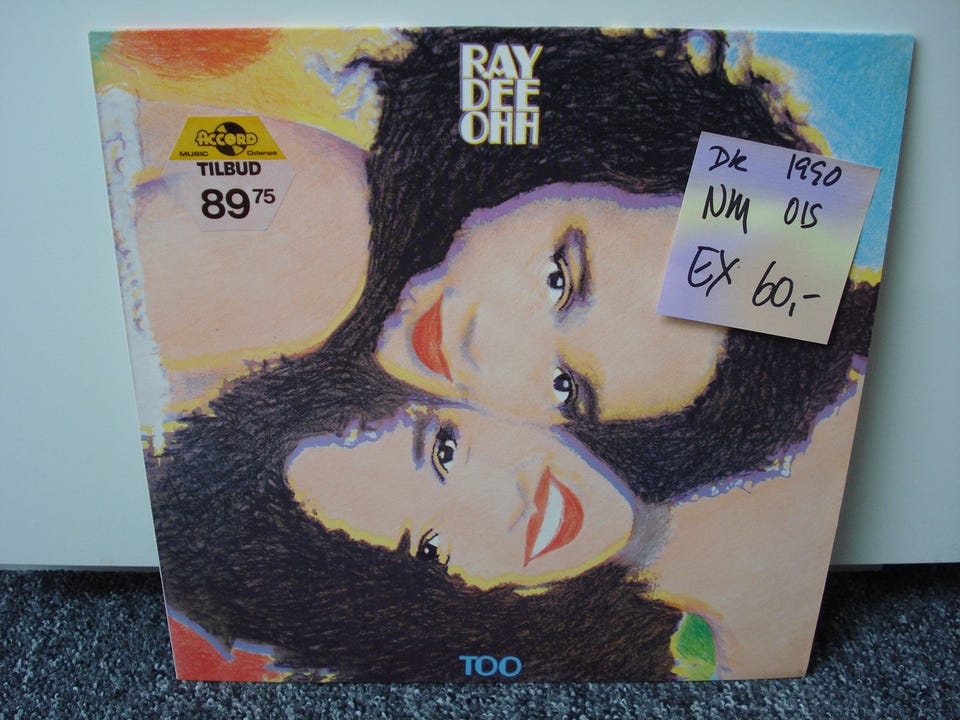 RAY
DEE
OHH
ACCORD
MUSIC Odense
TILBUD
89 75
DK 1990
NM OIS
EX 60,-
TOO